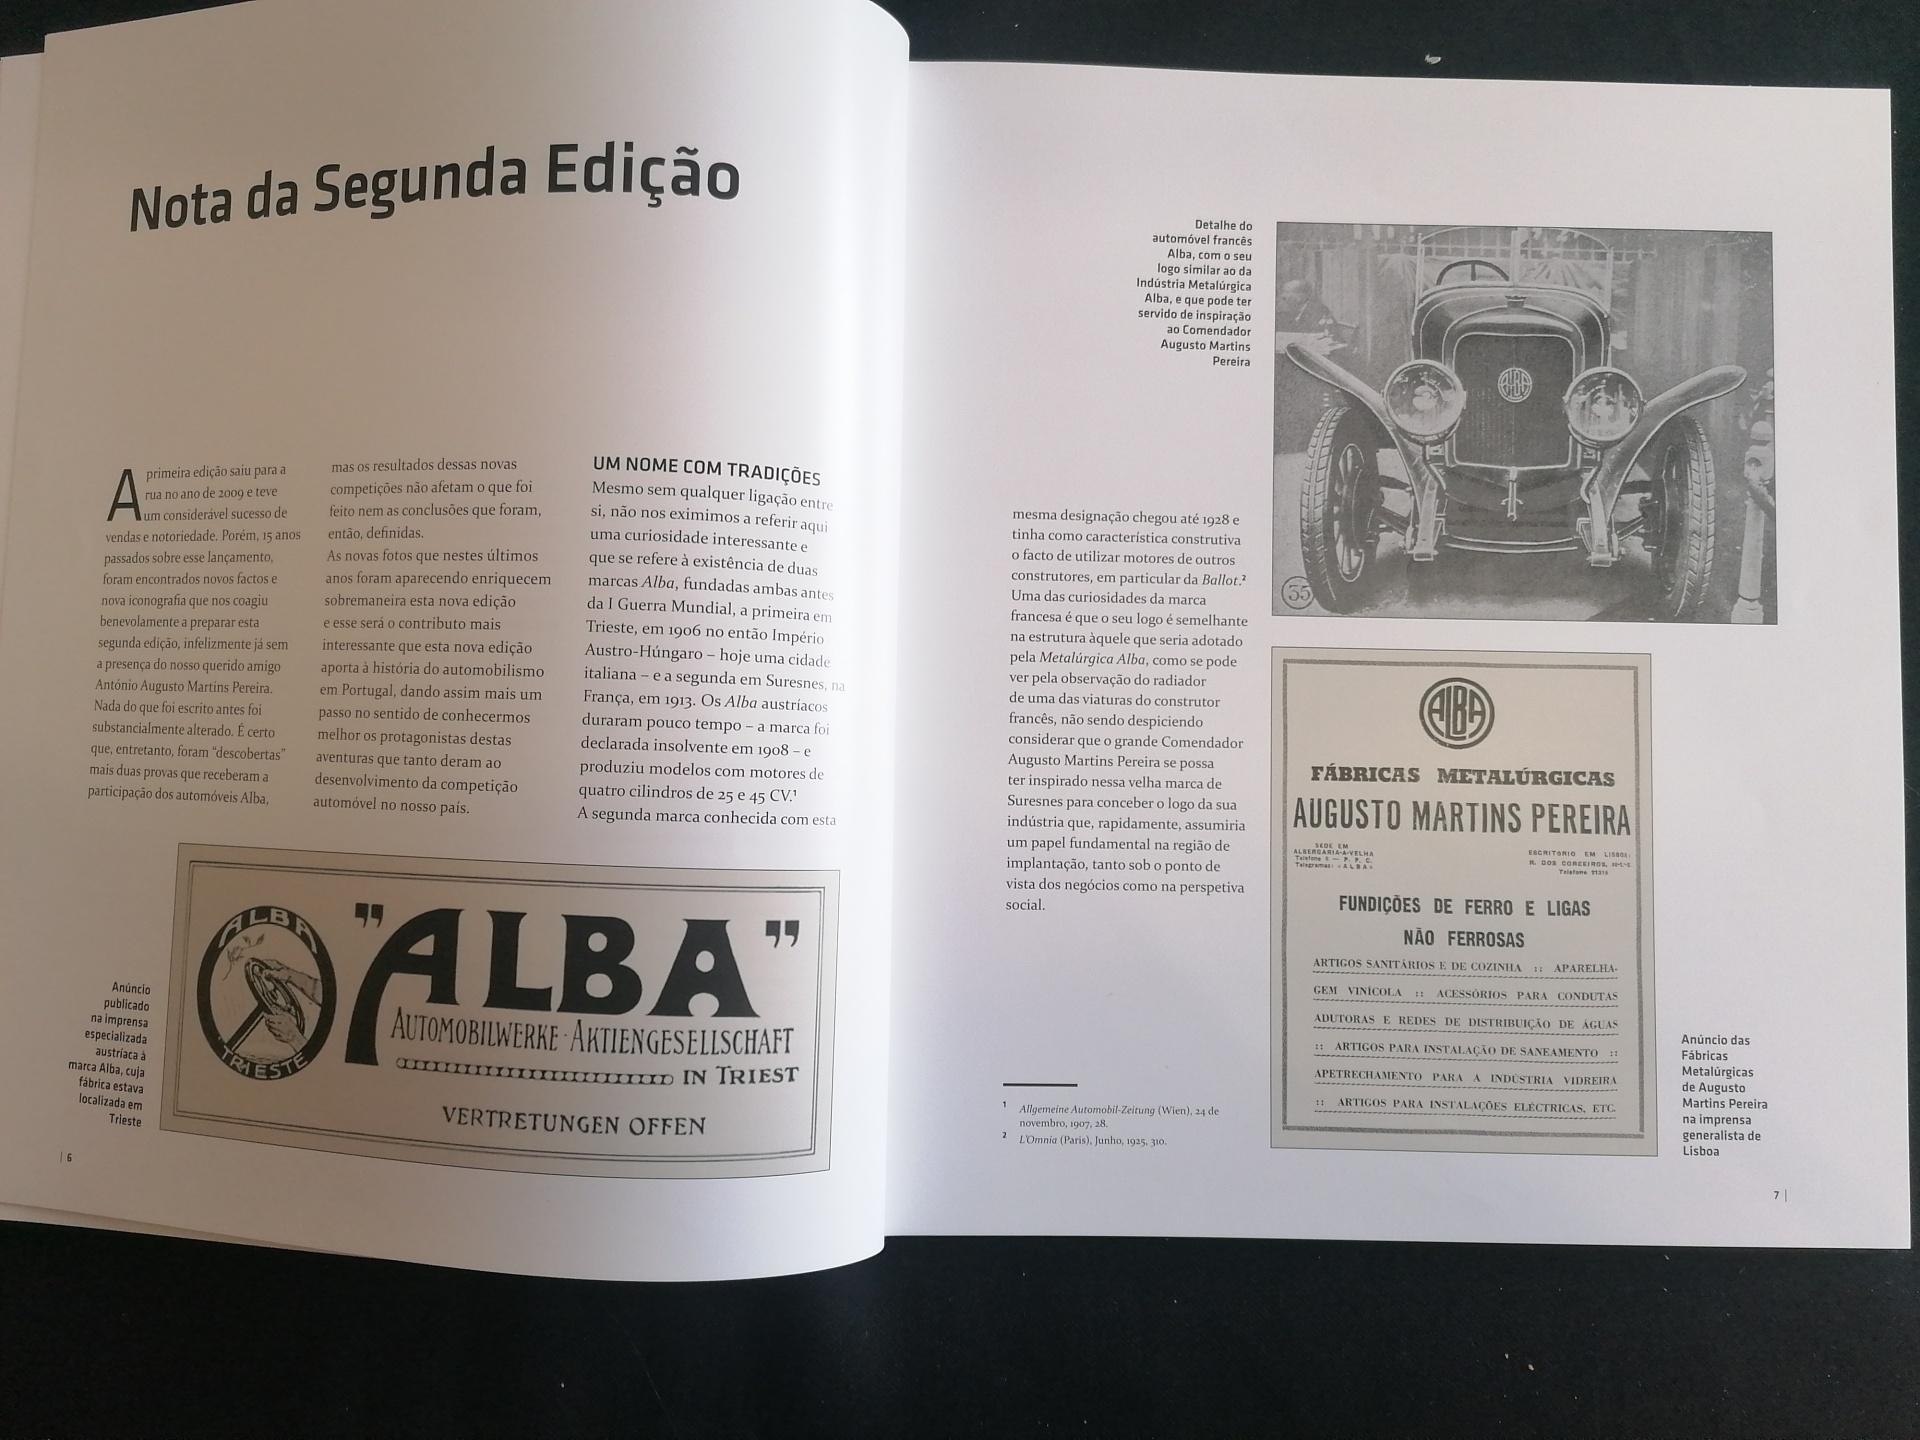 Nota da Segunda Edição
A primeira edição saiu para a
rua no ano de 2009 e teve
um considerável sucesso de
vendas e notoriedade. Porém, 15 anos
passados sobre esse lançamento,
foram encontrados novos factos e
nova iconografia que nos coagiu
benevolamente a preparar esta
segunda edição, infelizmente já sem
a presença do nosso querido amigo
António Augusto Martins Pereira.
Nada do que foi escrito antes foi
substancialmente alterado. É certo
que, entretanto, foram “descobertas”
mais duas provas que receberam a
participação dos automóveis Alba,
mas os resultados dessas novas
competições não afetam o que foi
feito nem as conclusões que foram,
então, definidas.
As novas fotos que nestes últimos
anos foram aparecendo enriquecem
sobremaneira esta nova edição
e esse será o contributo mais
interessante que esta nova edição
aporta à história do automobilismo
em Portugal, dando assim mais um
passo no sentido de conhecermos
melhor os protagonistas destas
aventuras que tanto deram ao
desenvolvimento da competição
automóvel no nosso país.
UM NOME COM TRADIÇÕES
Mesmo sem qualquer ligação entre
si, não nos eximimos a referir aqui
uma curiosidade interessante e
que se refere à existência de duas
marcas Alba, fundadas ambas antes
da I Guerra Mundial, a primeira em
Trieste, em 1906 no então Império
Austro-Húngaro – hoje uma cidade
italiana – e a segunda em Suresnes, na
França, em 1913. Os Alba austríacos
duraram pouco tempo – a marca foi
declarada insolvente em 1908 – e
produziu modelos com motores de
quatro cilindros de 25 e 45 CV.¹
A segunda marca conhecida com esta
Anúncio
publicado
na imprensa
especializada
austríaca à
marca Alba, cuja
fábrica estava
localizada em
Trieste
ALBA
TRIESTE
"ALBA"
AUTOMOBILWERKE·AKTIENGESELLSCHAFT
IN TRIEST
VERTRETUNGEN OFFEN
| 6
Detalhe do
automóvel francês
Alba, com o seu
logo similar ao da
Indústria Metalúrgica
Alba, e que pode ter
servido de inspiração
ao Comendador
Augusto Martins
Pereira
ALBA
35
mesma designação chegou até 1928 e
tinha como característica construtiva
o facto de utilizar motores de outros
construtores, em particular da Ballot.²
Uma das curiosidades da marca
francesa é que o seu logo é semelhante
na estrutura àquele que seria adotado
pela Metalúrgica Alba, como se pode
ver pela observação do radiador
de uma das viaturas do construtor
francês, não sendo despiciendo
considerar que o grande Comendador
Augusto Martins Pereira se possa
ter inspirado nessa velha marca de
Suresnes para conceber o logo da sua
indústria que, rapidamente, assumiria
um papel fundamental na região de
implantação, tanto sob o ponto de
vista dos negócios como na perspetiva
social.
1 Allgemeine Automobil-Zeitung (Wien), 24 de
novembro, 1907, 28.
2 L'Omnia (Paris), Junho, 1925, 310.
ALBA
FÁBRICAS METALÚRGICAS
AUGUSTO MARTINS PEREIRA
SEDE EM
ALBERGARIA-A-VELHA
Telefone 5 — P. P. C.
Telegramas: «ALBA»
ESCRITORIO EM LISBOA:
R. DOS CORREEIROS,
Telefone
FUNDIÇÕES DE FERRO E LIGAS
NÃO FERROSAS
ARTIGOS SANITÁRIOS E DE COZINHA :: APARELHA-
GEM VINÍCOLA :: ACESSÓRIOS PARA CONDUTAS
ADUTORAS E REDES DE DISTRIBUIÇÃO DE ÁGUAS
:: ARTIGOS PARA INSTALAÇÃO DE SANEAMENTO ::
APETRECHAMENTO PARA A INDÚSTRIA VIDREIRA
:: ARTIGOS PARA INSTALAÇÕES ELÉCTRICAS, ETC.
Anúncio das
Fábricas
Metalúrgicas
de Augusto
Martins Pereira
na imprensa
generalista de
Lisboa
7 |